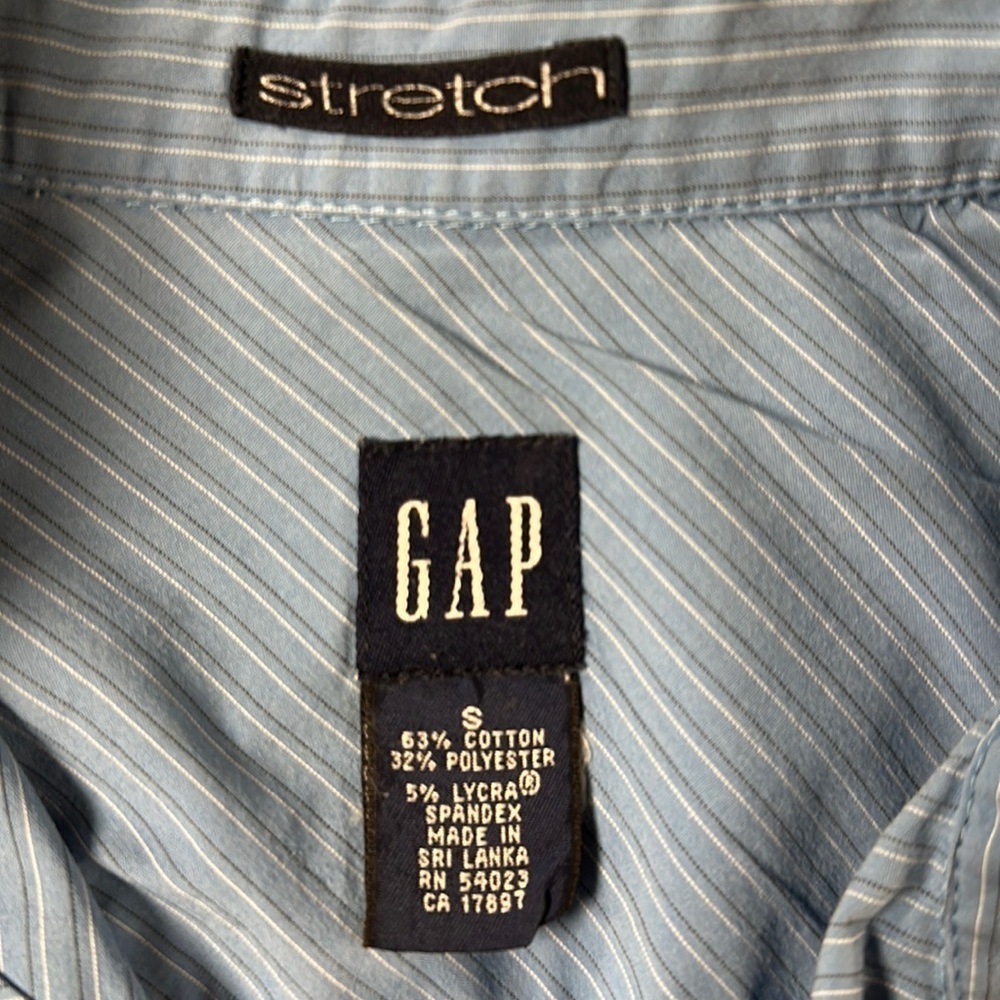 stretch
GAP
S
63% COTTON
32% POLYESTER
5% LYCRA®
SPANDEX
MADE IN
SRI LANKA
RN 54023
CA 17897